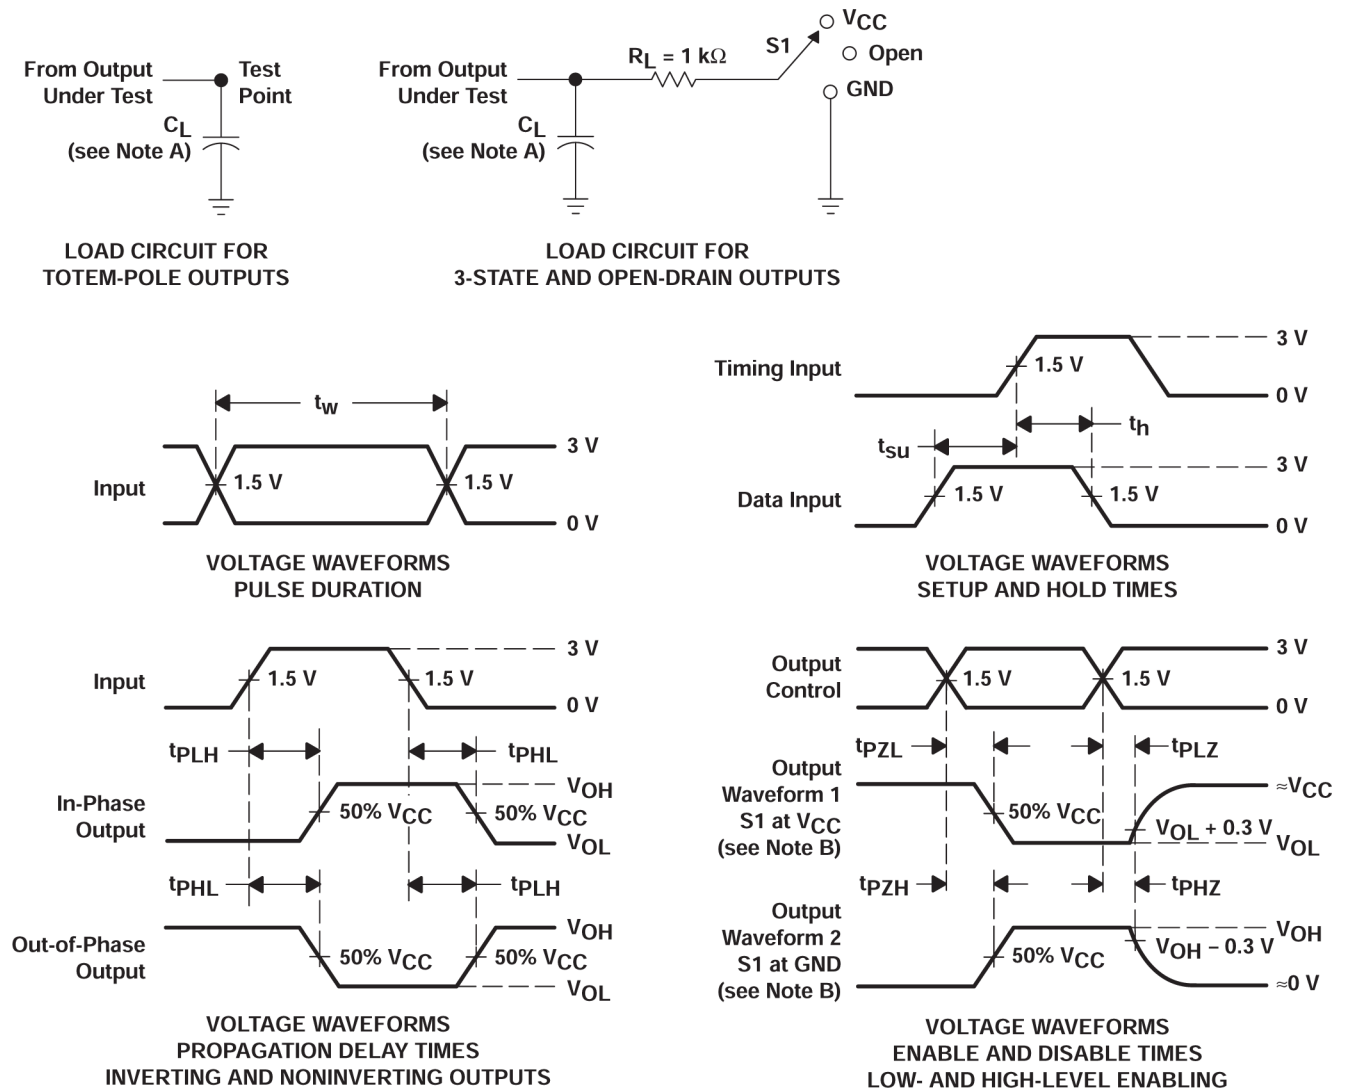 From Output
Under Test
Test
Point
CL
(see Note A)
LOAD CIRCUIT FOR
TOTEM-POLE OUTPUTS
From Output
Under Test
RL = 1 kΩ
S1
VCC
Open
GND
CL
(see Note A)
LOAD CIRCUIT FOR
3-STATE AND OPEN-DRAIN OUTPUTS
tw
Input
1.5 V
1.5 V
3 V
0 V
VOLTAGE WAVEFORMS
PULSE DURATION
Timing Input
1.5 V
3 V
0 V
th
tsu
Data Input
1.5 V
1.5 V
3 V
0 V
VOLTAGE WAVEFORMS
SETUP AND HOLD TIMES
Input
1.5 V
1.5 V
3 V
0 V
tPLH
tPHL
In-Phase
Output
50% VCC
50% VCC
VOH
VOL
tPHL
tPLH
Out-of-Phase
Output
50% VCC
50% VCC
VOH
VOL
VOLTAGE WAVEFORMS
PROPAGATION DELAY TIMES
INVERTING AND NONINVERTING OUTPUTS
Output
Control
1.5 V
1.5 V
3 V
0 V
tPZL
tPLZ
Output
Waveform 1
S1 at VCC
(see Note B)
50% VCC
VOL + 0.3 V
≈VCC
VOL
tPZH
tPHZ
Output
Waveform 2
S1 at GND
(see Note B)
50% VCC
VOH − 0.3 V
VOH
≈0 V
VOLTAGE WAVEFORMS
ENABLE AND DISABLE TIMES
LOW- AND HIGH-LEVEL ENABLING